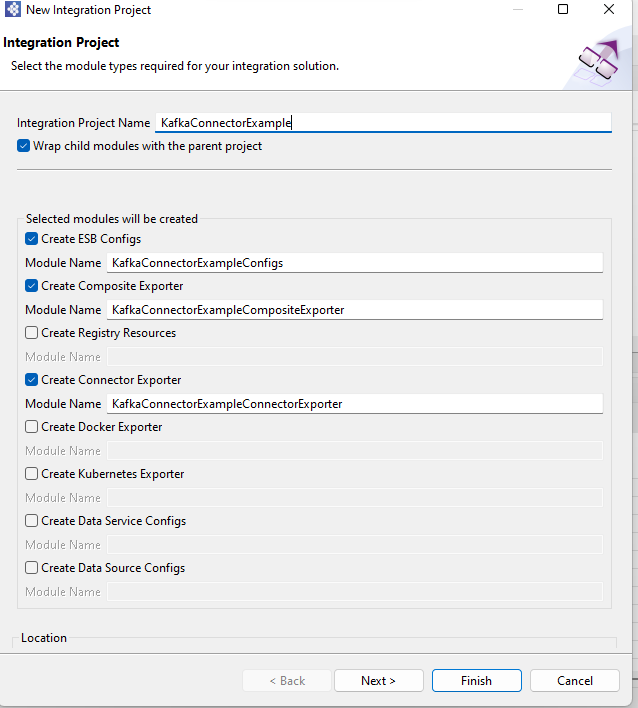 New Integration Project
Integration Project
Select the module types required for your integration solution.
Integration Project Name KafkaConnectorExample
Wrap child modules with the parent project
Selected modules will be created
Create ESB Configs
Module Name KafkaConnectorExampleConfigs
Create Composite Exporter
Module Name KafkaConnectorExampleCompositeExporter
Create Registry Resources
Module Name
Create Connector Exporter
Module Name KafkaConnectorExampleConnectorExporter
Create Docker Exporter
Module Name
Create Kubernetes Exporter
Module Name
Create Data Service Configs
Module Name
Create Data Source Configs
Module Name
Location
< Back Next > Finish Cancel